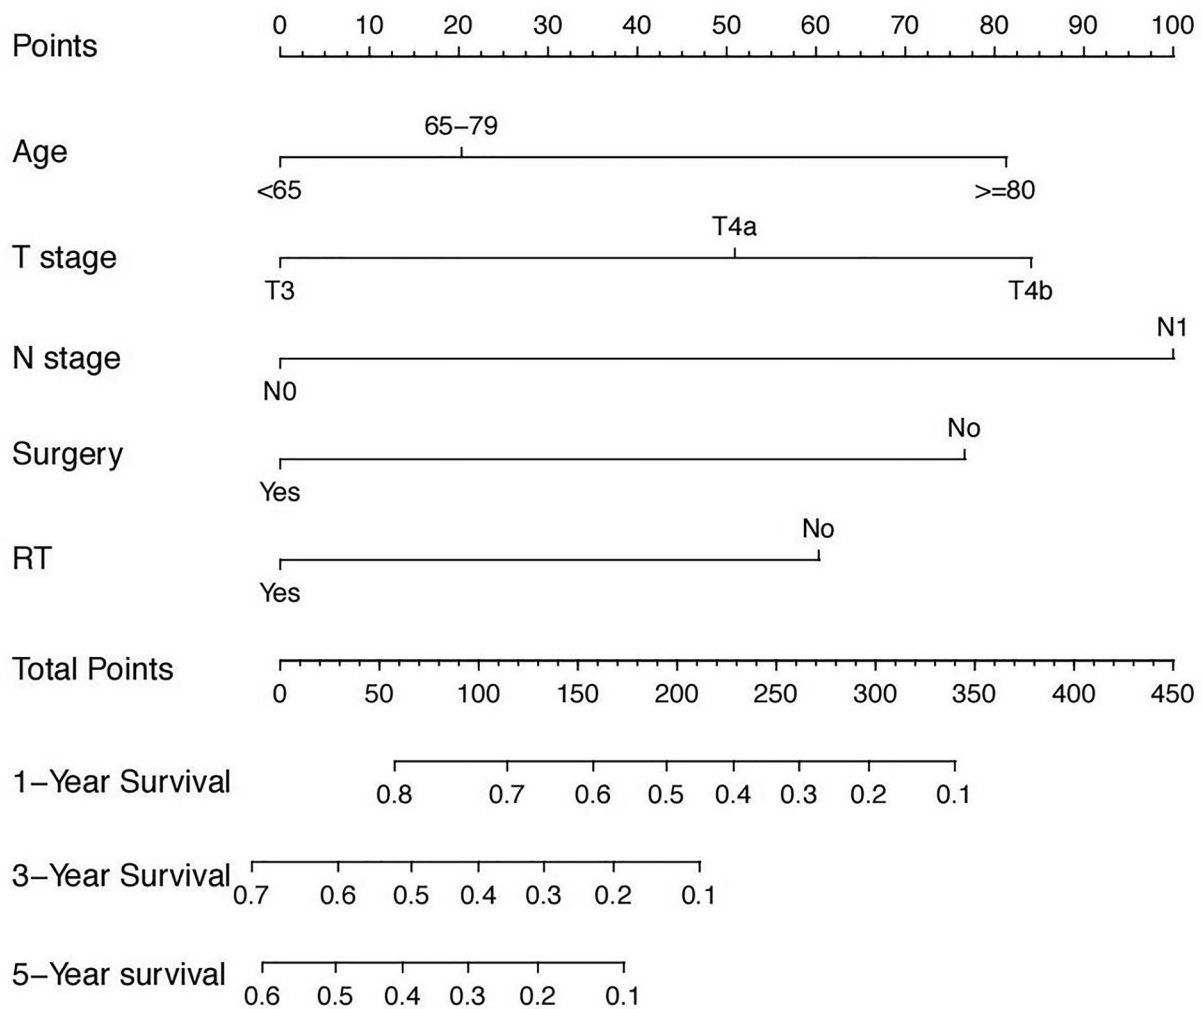 0 10 20 30 40 50 60 70 80 90 100
Points
65–79
Age
<65 >=80
T4a
T stage
T3 T4b
N1
N stage
N0
No
Surgery
Yes
No
RT
Yes
Total Points
0 50 100 150 200 250 300 350 400 450
1–Year Survival
0.8 0.7 0.6 0.5 0.4 0.3 0.2 0.1
3–Year Survival
0.7 0.6 0.5 0.4 0.3 0.2 0.1
5–Year survival
0.6 0.5 0.4 0.3 0.2 0.1